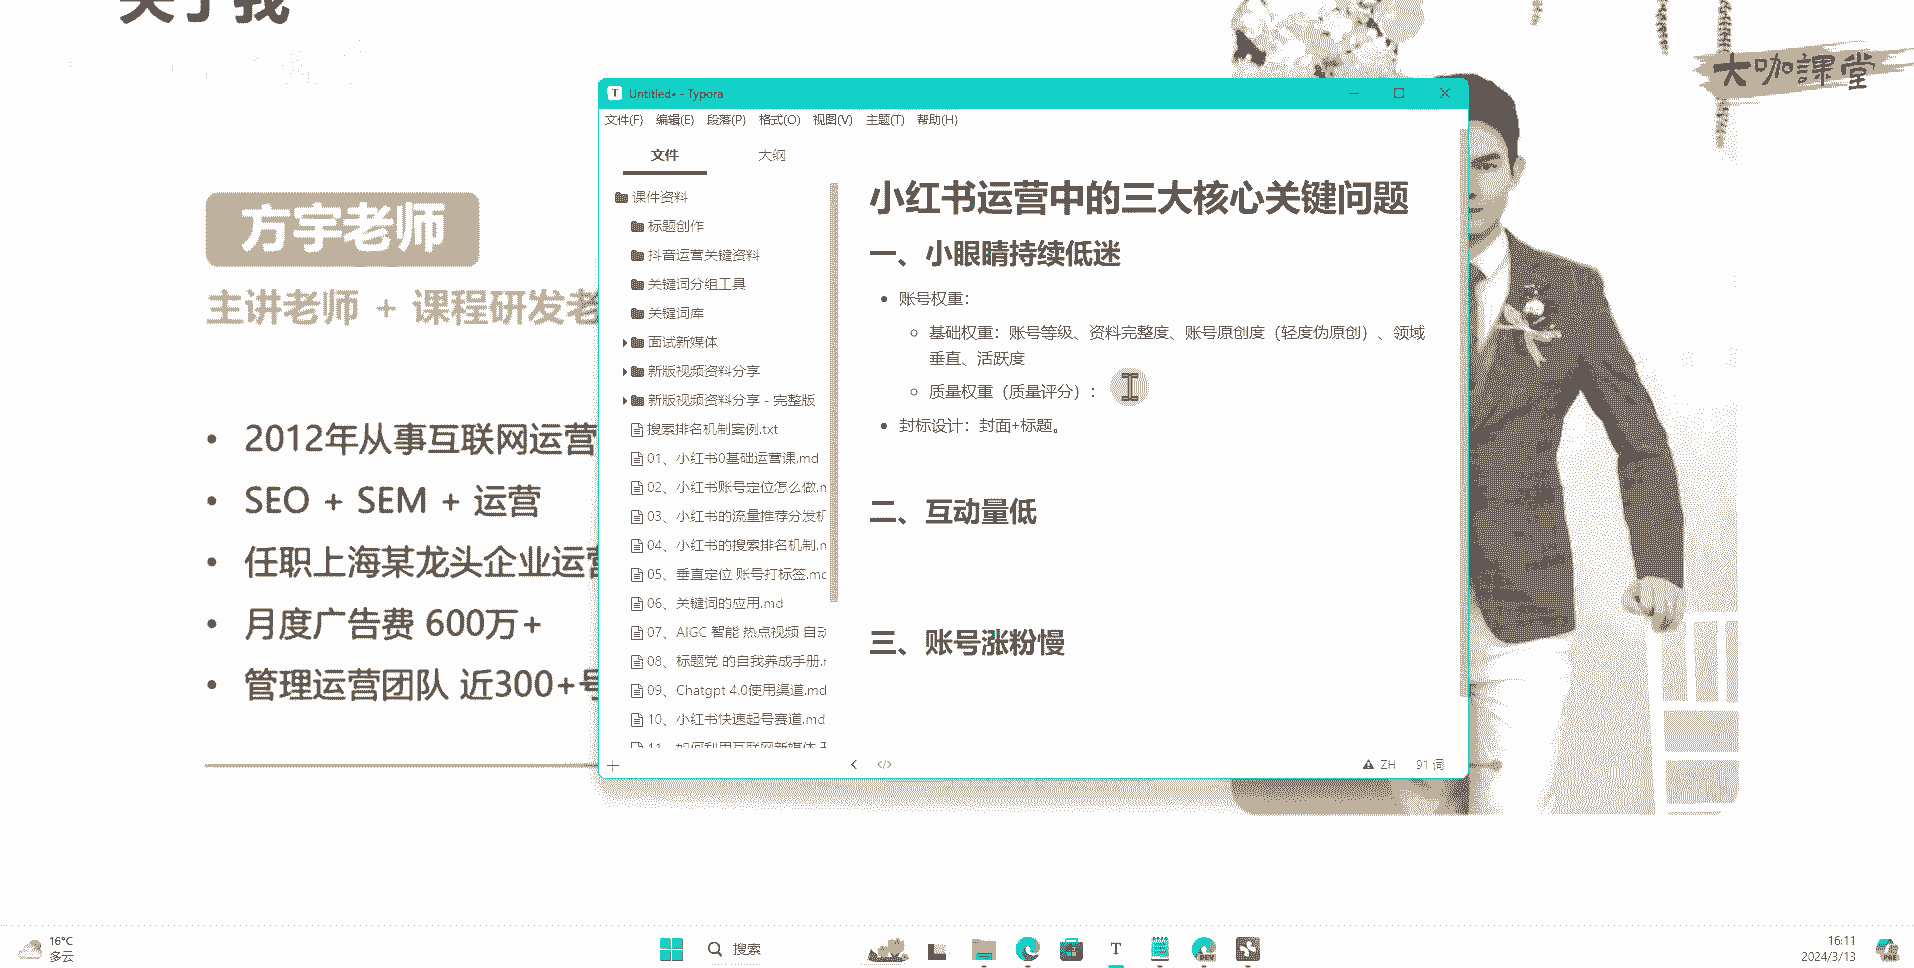 关于我
大咖課堂
方宇老师
主讲老师 + 课程研发老
2012年从事互联网运营
SEO + SEM + 运营
任职上海某龙头企业运营
月度广告费 600万+
管理运营团队 近300+号
Untitled• - Typora
文件(F) 编辑(E) 段落(P) 格式(O) 视图(V) 主题(T) 帮助(H)
文件 大纲
课件资料
标题创作
抖音运营关键资料
关键词分组工具
关键词库
面试新媒体
新版视频资料分享
新版视频资料分享 - 完整版
搜索排名机制案例.txt
01、小红书0基础运营课.md
02、小红书账号定位怎么做.m
03、小红书的流量推荐分发机
04、小红书的搜索排名机制.m
05、垂直定位 账号打标签.md
06、关键词的应用.md
07、AIGC 智能 热点视频 自动
08、标题党 的自我养成手册.m
09、Chatgpt 4.0使用渠道.md
10、小红书快速起号赛道.md
11、如何利用互联网新媒体
小红书运营中的三大核心关键问题
一、小眼睛持续低迷
账号权重：
基础权重：账号等级、资料完整度、账号原创度（轻度伪原创）、领域
垂直、活跃度
质量权重（质量评分）：
封标设计：封面+标题。
二、互动量低
三、账号涨粉慢
</> ZH 91 词
16°C
多云
搜索
T
DEV
16:11
2024/3/13
PRE